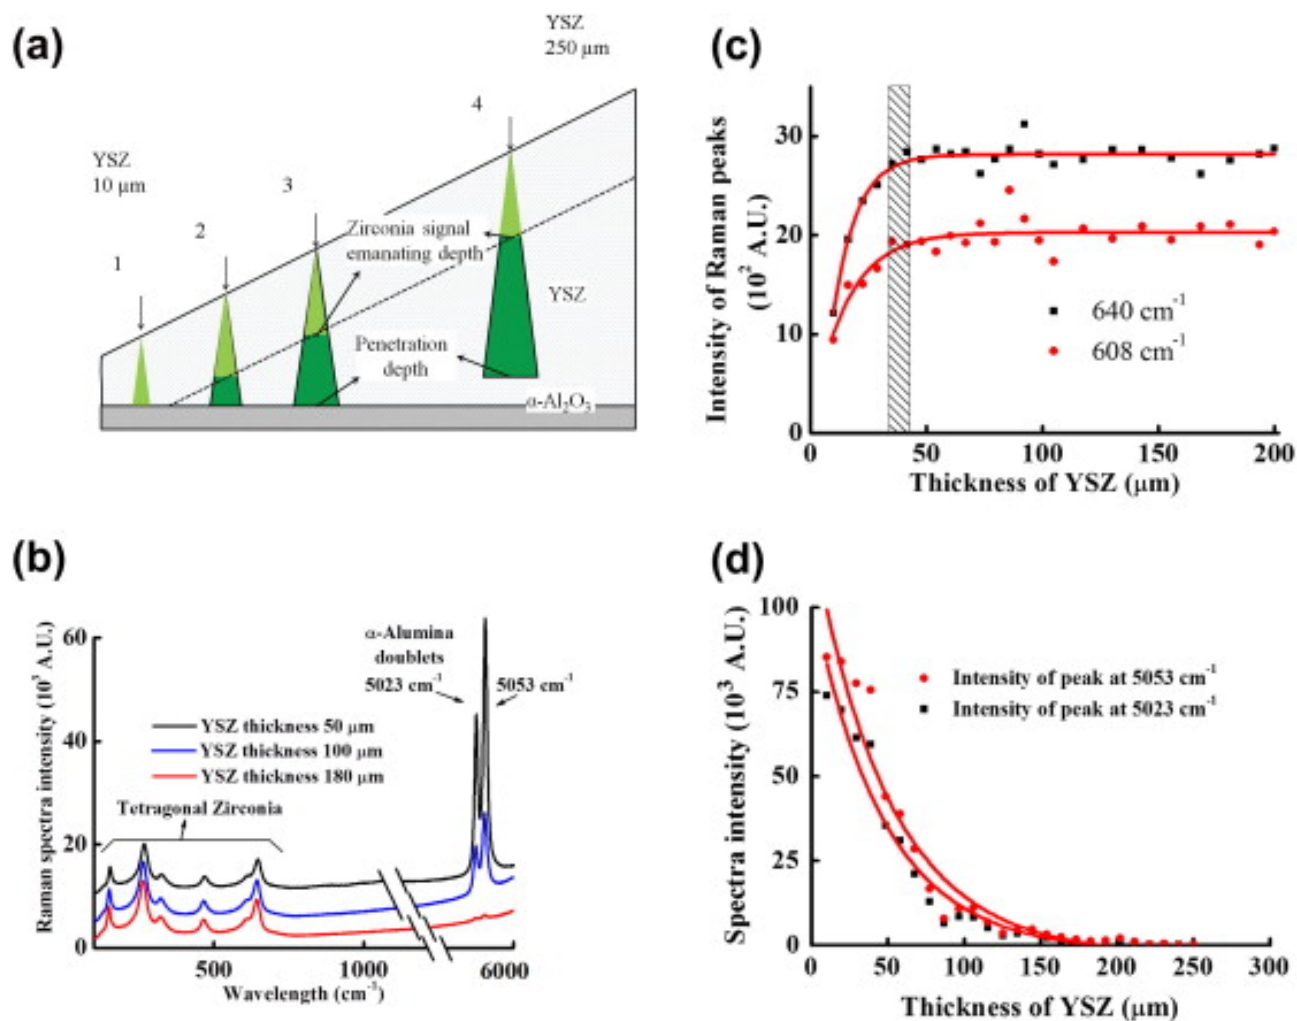 (a)
YSZ
250 μm
4
YSZ
10 μm
3
2
1
Zirconia signal
emanating depth
YSZ
Penetration
depth
α-Al₂O₃
(c)
Intensity of Raman peaks
(10² A.U.)
30
20
10
0
640 cm⁻¹
608 cm⁻¹
0 50 100 150 200
Thickness of YSZ (μm)
(b)
Raman spectra intensity (10³ A.U.)
60
40
20
0
α-Alumina
doublets
5023 cm⁻¹
5053 cm⁻¹
YSZ thickness 50 μm
YSZ thickness 100 μm
YSZ thickness 180 μm
Tetragonal Zirconia
500 1000 6000
Wavelength (cm⁻¹)
(d)
Spectra intensity (10³ A.U.)
100
75
50
25
0
Intensity of peak at 5053 cm⁻¹
Intensity of peak at 5023 cm⁻¹
0 50 100 150 200 250 300
Thickness of YSZ (μm)